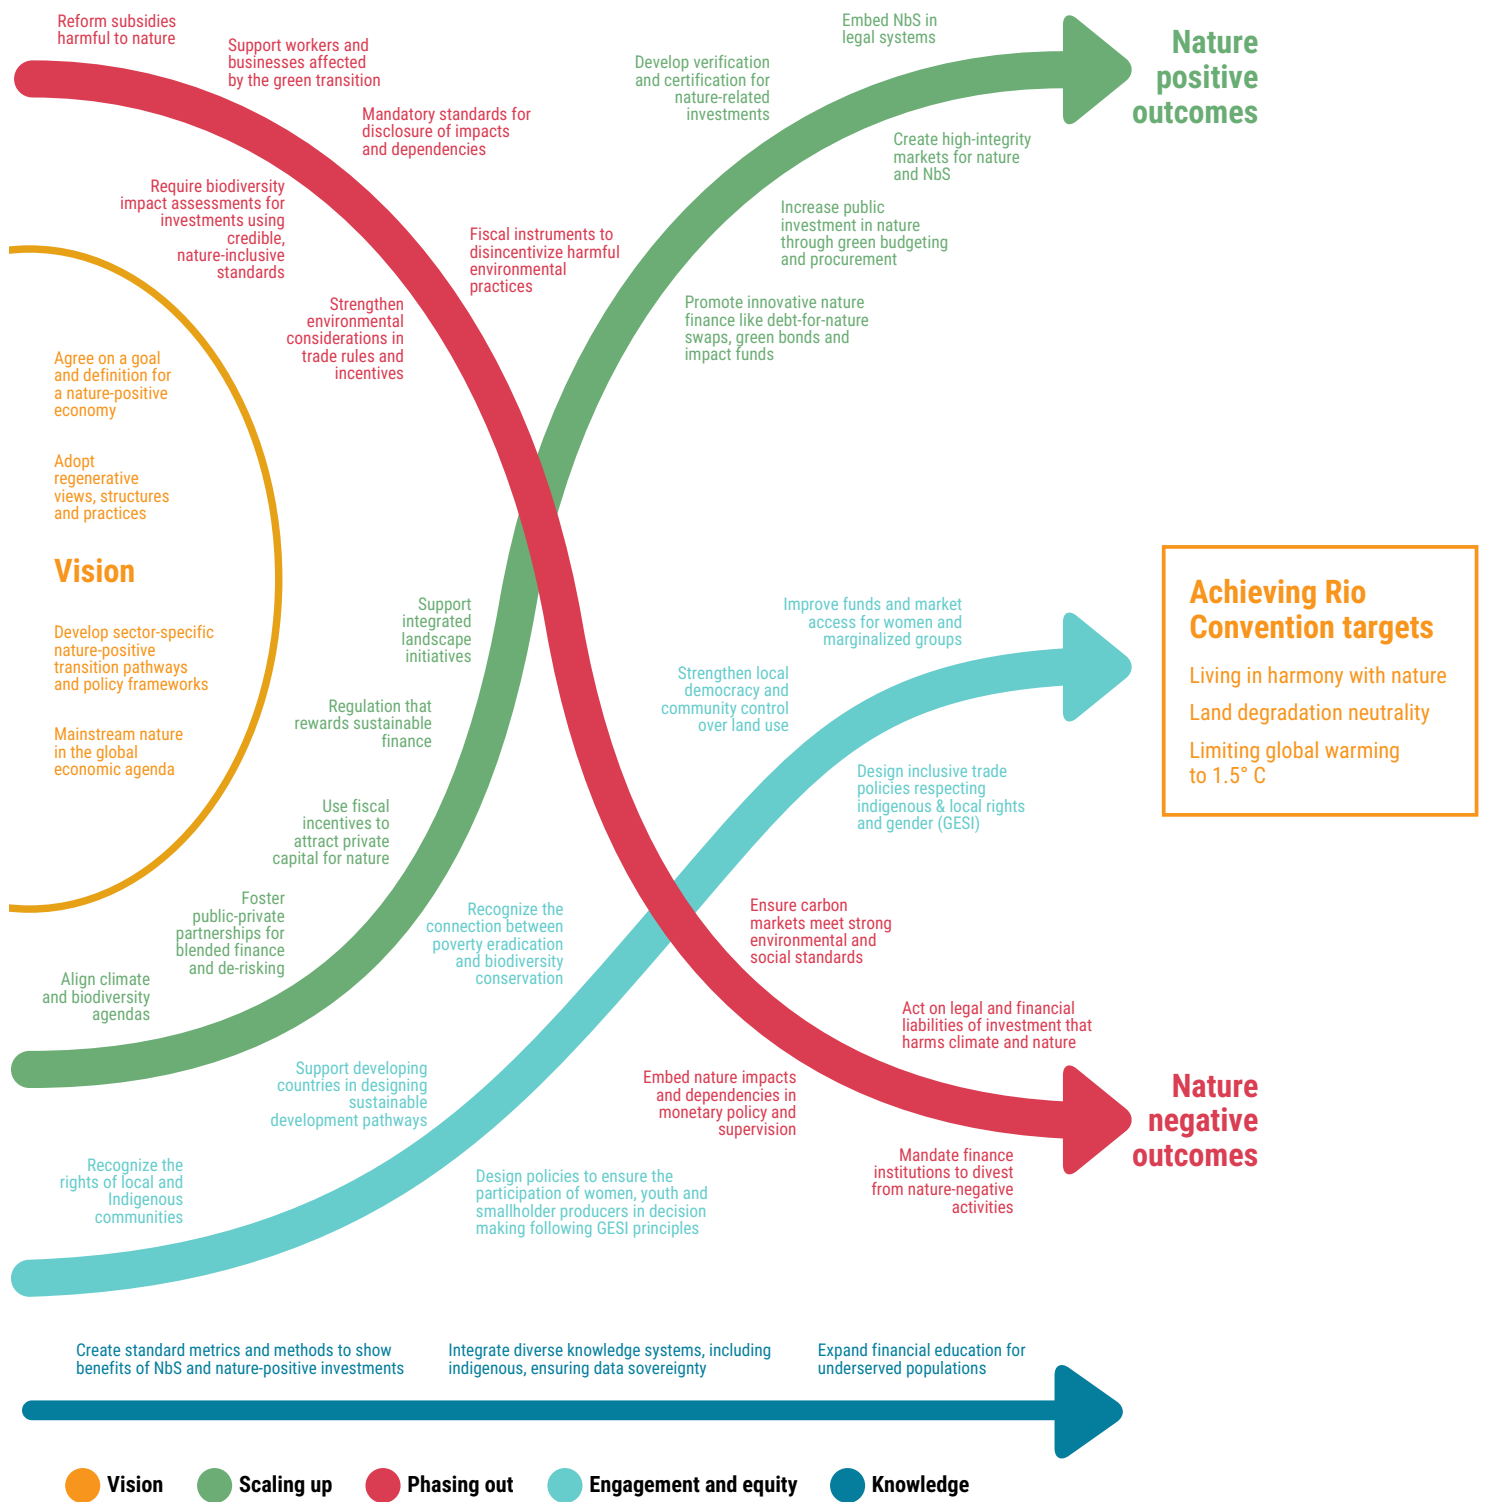 Reform subsidies
harmful to nature
Support workers and
businesses affected
by the green transition
Mandatory standards for
disclosure of impacts
and dependencies
Require biodiversity
impact assessments for
investments using
credible,
nature-inclusive
standards
Fiscal instruments to
disincentivize harmful
environmental
practices
Strengthen
environmental
considerations in
trade rules and
incentives
Embed NbS in
legal systems
Develop verification
and certification for
nature-related
investments
Nature
positive
outcomes
Create high-integrity
markets for nature
and NbS
Increase public
investment in nature
through green budgeting
and procurement
Promote innovative nature
finance like debt-for-nature
swaps, green bonds and
impact funds
Agree on a goal
and definition for
a nature-positive
economy
Adopt
regenerative
views, structures
and practices
Vision
Develop sector-specific
nature-positive
transition pathways
and policy frameworks
Mainstream nature
in the global
economic agenda
Support
integrated
landscape
initiatives
Regulation that
rewards sustainable
finance
Use fiscal
incentives to
attract private
capital for nature
Foster
public-private
partnerships for
blended finance
and de-risking
Align climate
and biodiversity
agendas
Improve funds and market
access for women and
marginalized groups
Strengthen local
democracy and
community control
over land use
Design inclusive trade
policies respecting
indigenous & local rights
and gender (GESI)
Achieving Rio
Convention targets
Living in harmony with nature
Land degradation neutrality
Limiting global warming
to 1.5° C
Recognize the
connection between
poverty eradication
and biodiversity
conservation
Support developing
countries in designing
sustainable
development pathways
Recognize the
rights of local and
Indigenous
communities
Design policies to ensure the
participation of women, youth and
smallholder producers in decision
making following GESI principles
Ensure carbon
markets meet strong
environmental and
social standards
Act on legal and financial
liabilities of investment that
harms climate and nature
Embed nature impacts
and dependencies in
monetary policy and
supervision
Mandate finance
institutions to divest
from nature-negative
activities
Nature
negative
outcomes
Create standard metrics and methods to show
benefits of NbS and nature-positive investments
Integrate diverse knowledge systems, including
indigenous, ensuring data sovereignty
Expand financial education for
underserved populations
Vision
Scaling up
Phasing out
Engagement and equity
Knowledge